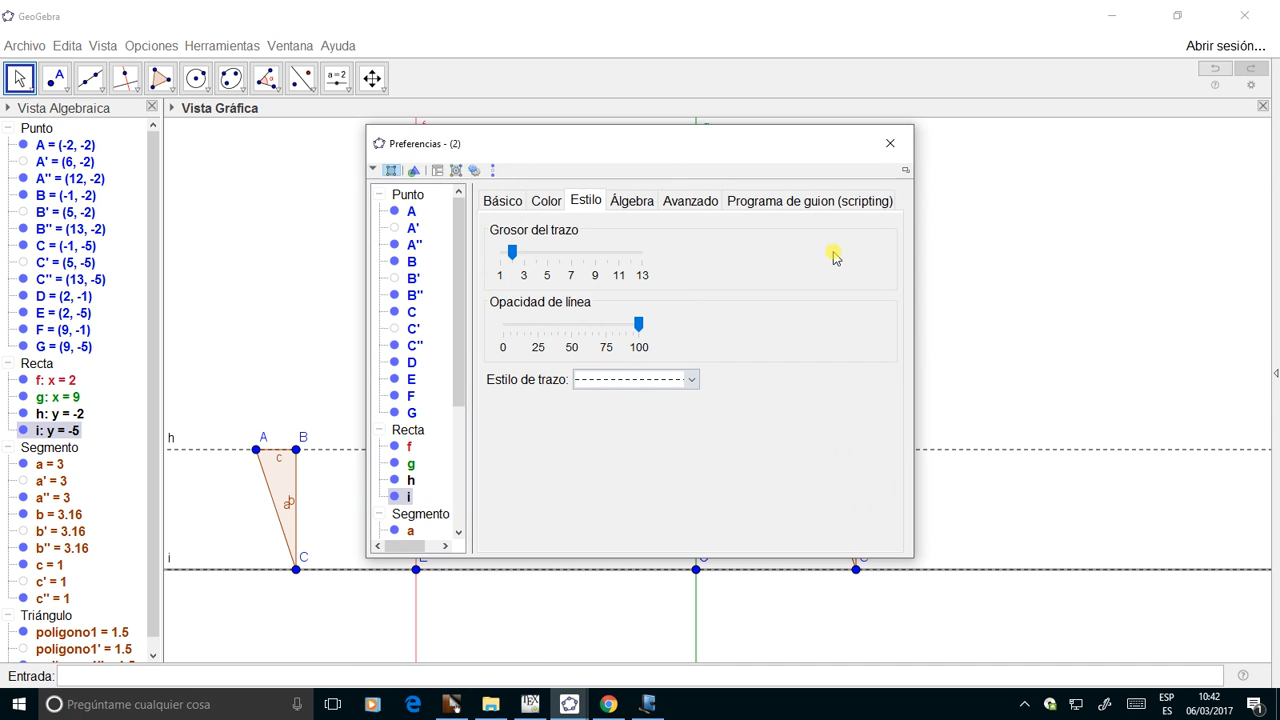 GeoGebra
Archivo Edita Vista Opciones Herramientas Ventana Ayuda
Abrir sesión...
a=2
Vista Algebraica
Vista Gráfica
Punto
A = (-2, -2)
A' = (6, -2)
A'' = (12, -2)
B = (-1, -2)
B' = (5, -2)
B'' = (13, -2)
C = (-1, -5)
C' = (5, -5)
C'' = (13, -5)
D = (2, -1)
E = (2, -5)
F = (9, -1)
G = (9, -5)
Recta
f: x = 2
g: x = 9
h: y = -2
i: y = -5
Segmento
a = 3
a' = 3
a'' = 3
b = 3.16
b' = 3.16
b'' = 3.16
c = 1
c' = 1
c'' = 1
Triángulo
polígono1 = 1.5
polígono1' = 1.5
h
A
B
c
a
b
i
C
E
Preferencias - (2)
Punto
A
A'
A''
B
B'
B''
C
C'
C''
D
E
F
G
Recta
f
g
h
i
Segmento
a
Básico Color Estilo Álgebra Avanzado Programa de guion (scripting)
Grosor del trazo
1 3 5 7 9 11 13
Opacidad de línea
0 25 50 75 100
Estilo de trazo:
Entrada:
Pregúntame cualquier cosa
ESP
ES
10:42
06/03/2017
1